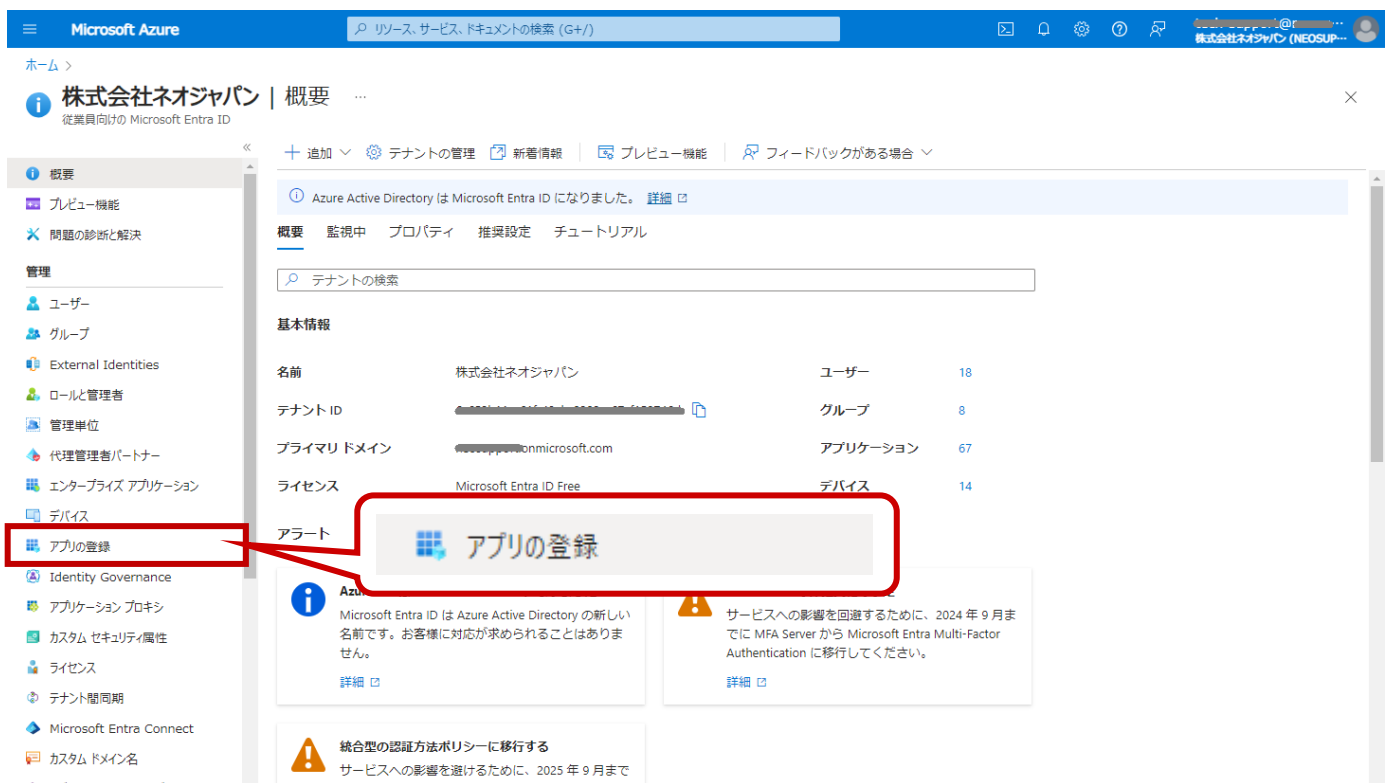 Microsoft Azure
リソース、サービス、ドキュメントの検索 (G+/)
株式会社ネオジャパン (NEOSUP…
ホーム >
株式会社ネオジャパン | 概要 …
従業員向けの Microsoft Entra ID
追加
テナントの管理
新着情報
プレビュー機能
フィードバックがある場合
概要
プレビュー機能
問題の診断と解決
管理
ユーザー
グループ
External Identities
ロールと管理者
管理単位
代理管理者パートナー
エンタープライズ アプリケーション
デバイス
アプリの登録
Identity Governance
アプリケーション プロキシ
カスタム セキュリティ属性
ライセンス
テナント間同期
Microsoft Entra Connect
カスタム ドメイン名
Azure Active Directory は Microsoft Entra ID になりました。 詳細
概要 監視中 プロパティ 推奨設定 チュートリアル
テナントの検索
基本情報
名前 株式会社ネオジャパン ユーザー 18
テナント ID グループ 8
プライマリ ドメイン onmicrosoft.com アプリケーション 67
ライセンス Microsoft Entra ID Free デバイス 14
アラート
アプリの登録
Microsoft Entra ID は Azure Active Directory の新しい
名前です。お客様に対応が求められることはありま
せん。
詳細
サービスへの影響を回避するために、2024 年 9 月ま
でに MFA Server から Microsoft Entra Multi-Factor
Authentication に移行してください。
詳細
統合型の認証方法ポリシーに移行する
サービスへの影響を避けるために、2025 年 9 月まで